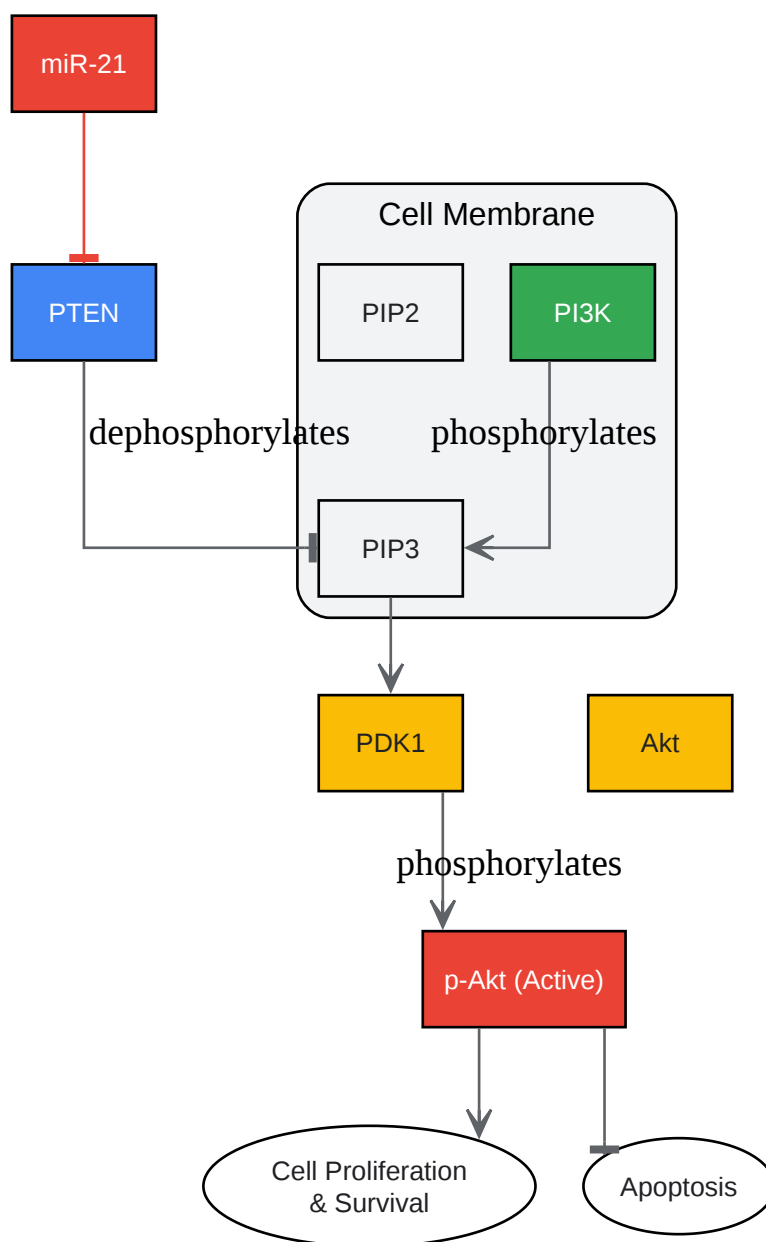 miR-21
Cell Membrane
PTEN
PIP2
PI3K
dephosphorylates
phosphorylates
PIP3
PDK1
Akt
phosphorylates
p-Akt (Active)
Cell Proliferation
& Survival
Apoptosis